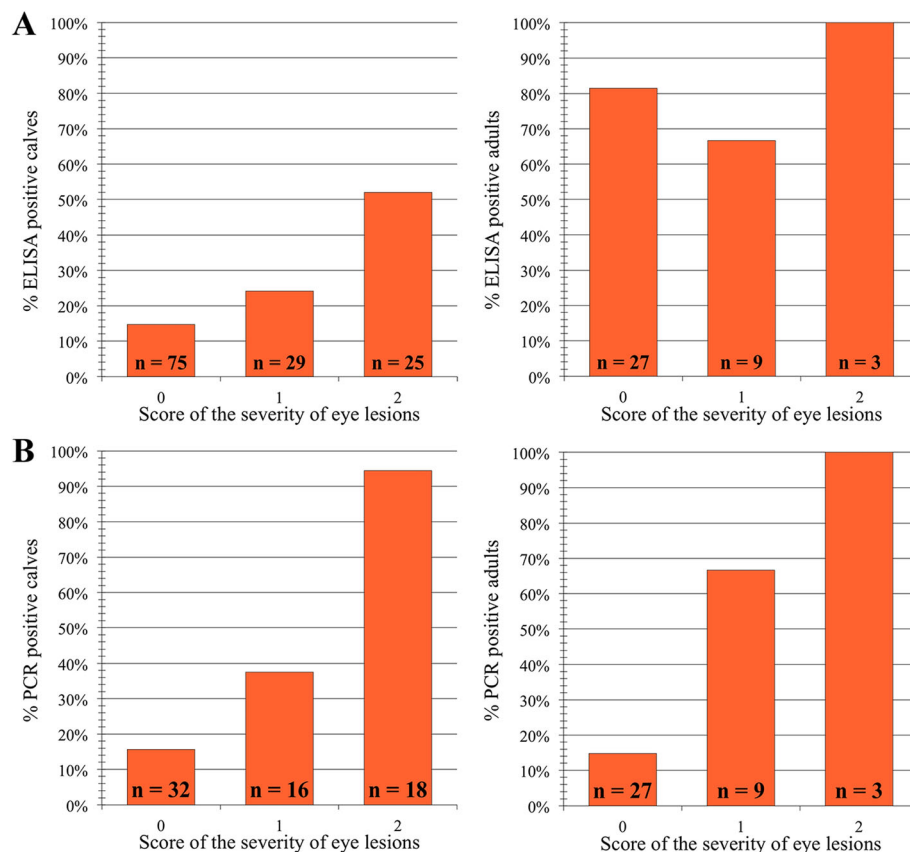 A
% ELISA positive calves
100%
90%
80%
70%
60%
50%
40%
30%
20%
10%
0%
n = 75
n = 29
n = 25
0
1
2
Score of the severity of eye lesions
% ELISA positive adults
100%
90%
80%
70%
60%
50%
40%
30%
20%
10%
0%
n = 27
n = 9
n = 3
0
1
2
Score of the severity of eye lesions
B
% PCR positive calves
100%
90%
80%
70%
60%
50%
40%
30%
20%
10%
0%
n = 32
n = 16
n = 18
0
1
2
Score of the severity of eye lesions
% PCR positive adults
100%
90%
80%
70%
60%
50%
40%
30%
20%
10%
0%
n = 27
n = 9
n = 3
0
1
2
Score of the severity of eye lesions